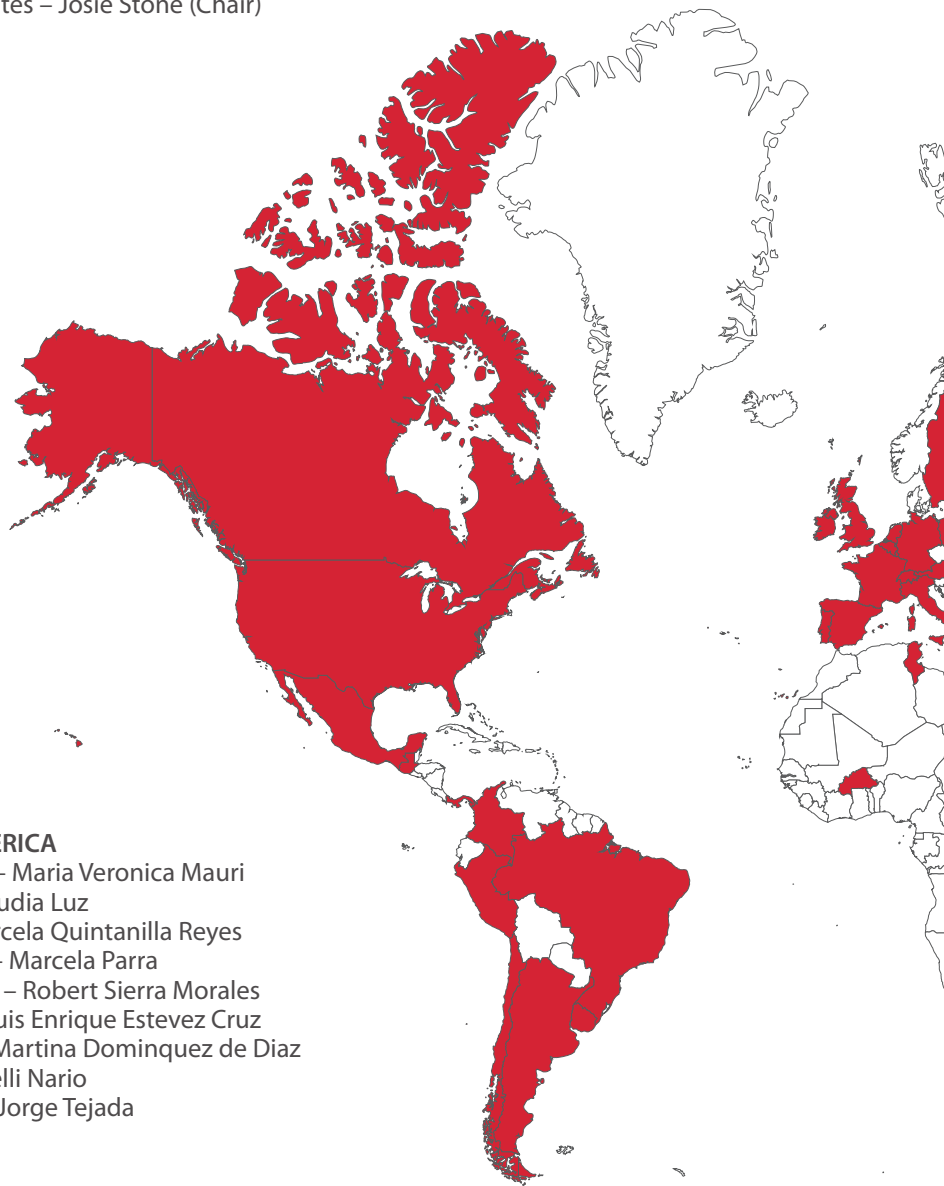 tes – Josie Stone (Chair)
ERICA
– Maria Veronica Mauri
udia Luz
rcela Quintanilla Reyes
– Marcela Parra
– Robert Sierra Morales
uis Enrique Estevez Cruz
Martina Dominquez de Diaz
elli Nario
Jorge Tejada